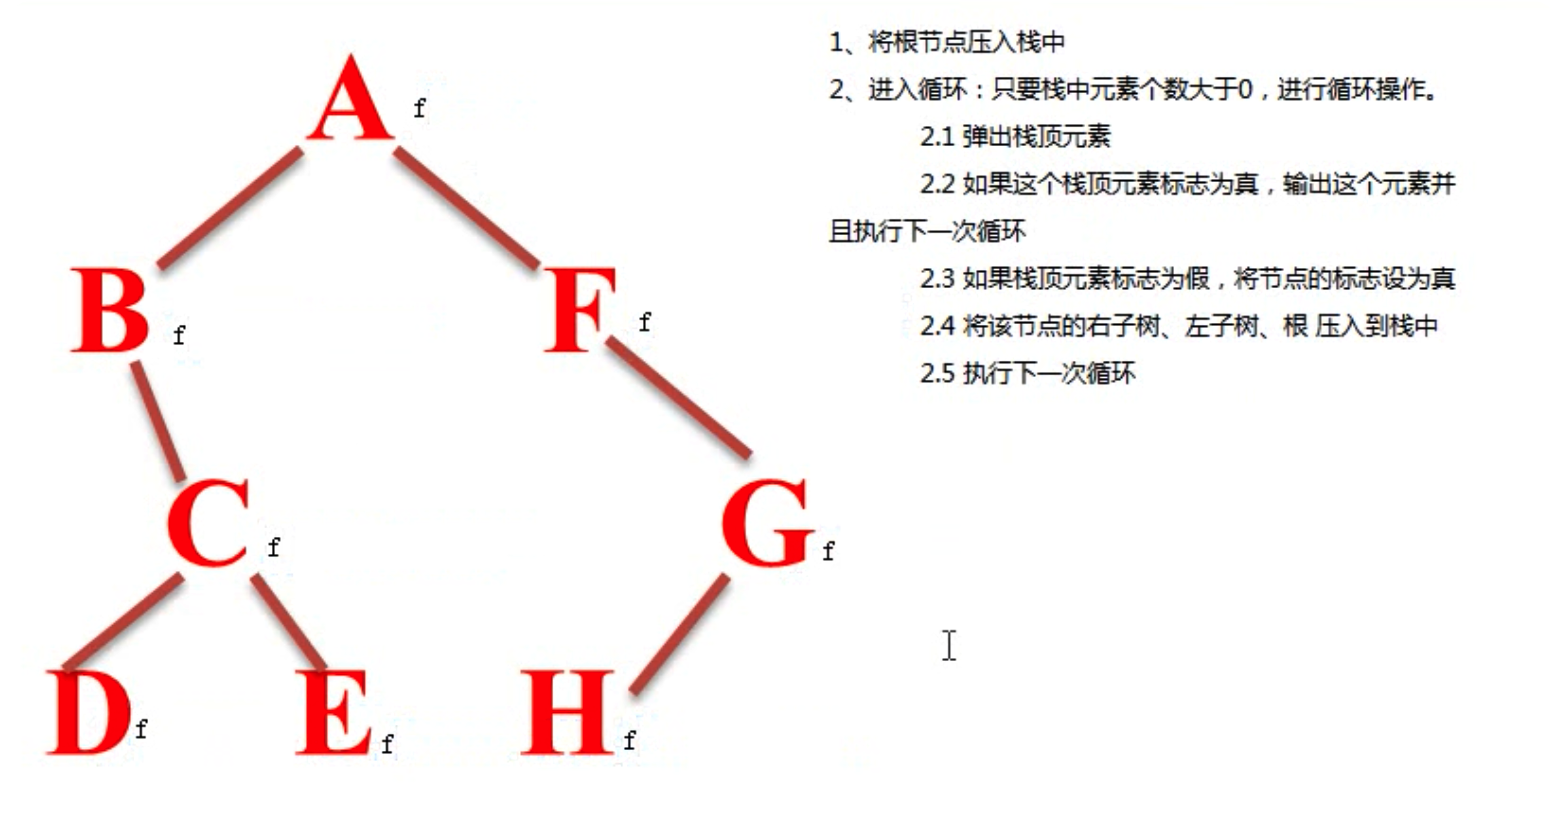 A f
B f
F f
C f
G f
D f
E f
H f
1、将根节点压入栈中
2、进入循环：只要栈中元素个数大于0，进行循环操作。
2.1 弹出栈顶元素
2.2 如果这个栈顶元素标志为真，输出这个元素并
且执行下一次循环
2.3 如果栈顶元素标志为假，将节点的标志设为真
2.4 将该节点的右子树、左子树、根 压入到栈中
2.5 执行下一次循环